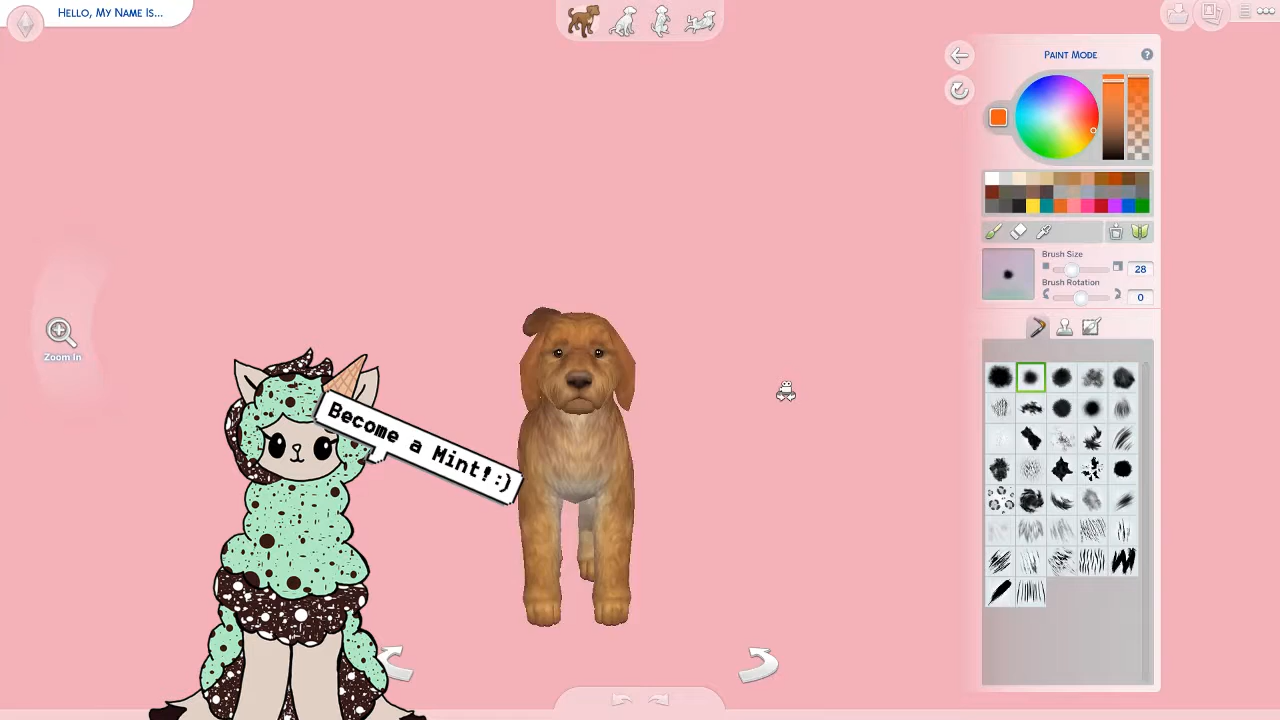 Hello, My Name Is...
Paint Mode
?
Brush Size
28
Brush Rotation
0
Zoom In
Become a Mint!:)